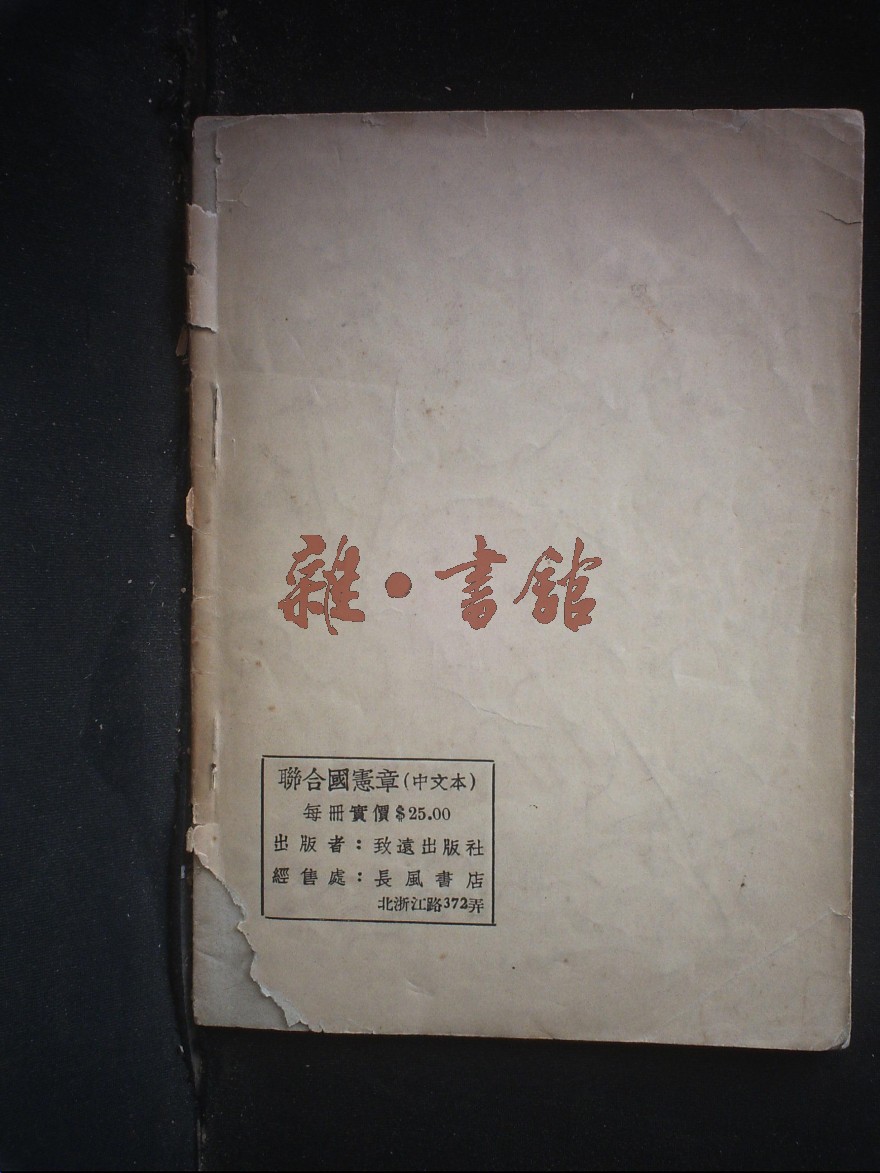 雜·書館
聯合國憲章(中文本)
每冊實價$25.00
出版者:致遠出版社
經售處:長風書店
北浙江路372弄